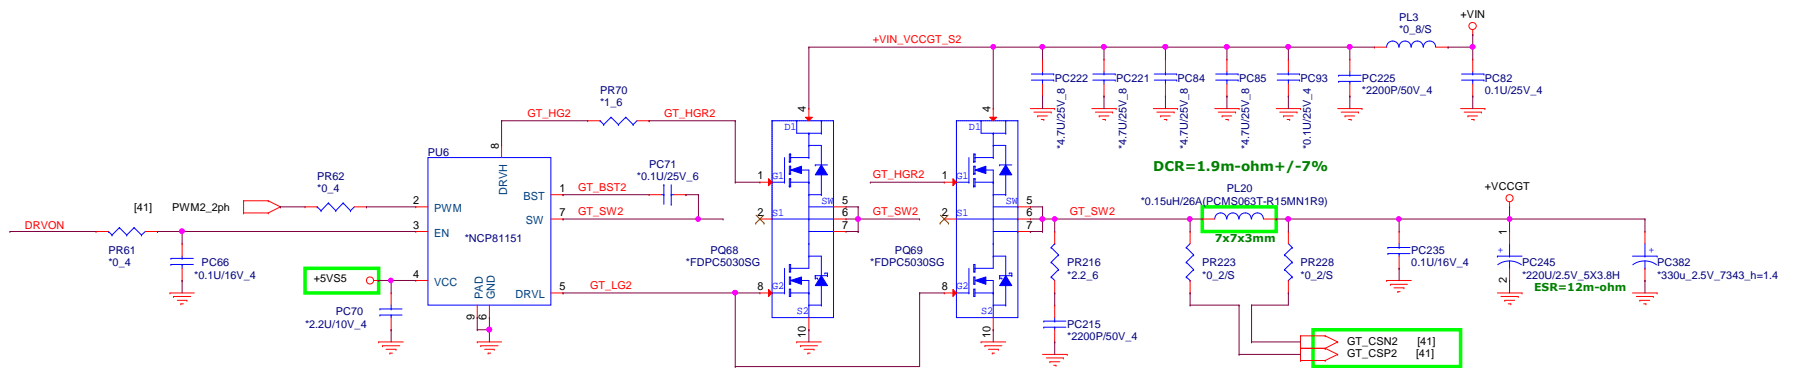 +VIN
PL3
*0_8/S
+VIN_VCCGT_S2
PC222
*4.7U/25V_8
PC221
*4.7U/25V_8
PC84
*4.7U/25V_8
PC85
*4.7U/25V_8
PC93
*0.1U/25V_4
PC225
*2200P/50V_4
PC82
0.1U/25V_4
PR70
*1_6
GT_HG2
GT_HGR2
8
DRVH
PU6
PR62
*0_4
[41]
PWM2_2ph
2
PWM
DRVON
PR61
*0_4
3
EN
PC66
*0.1U/16V_4
*NCP81151
+5VS5
4
VCC
PC70
*2.2U/10V_4
PAD
GND
9
6
BST
1
GT_BST2
PC71
*0.1U/25V_6
SW
7
GT_SW2
DRVL
5
GT_LG2
4
D1
1
G1
2
S1
SW
5
6
7
GT_SW2
PQ68
*FDPC5030SG
8
G2
S2
10
4
D1
GT_HGR2
1
G1
2
S1
SW
5
6
7
GT_SW2
PQ69
*FDPC5030SG
8
G2
S2
10
DCR=1.9m-ohm+/-7%
PL20
*0.15uH/26A(PCMS063T-R15MN1R9)
7x7x3mm
PR216
*2.2_6
PC215
*2200P/50V_4
PR223
*0_2/S
PR228
*0_2/S
GT_CSN2 [41]
GT_CSP2 [41]
+VCCGT
PC235
0.1U/16V_4
1
+
PC245
*220U/2.5V_5X3.8H
2
ESR=12m-ohm
+
PC382
*330u_2.5V_7343_h=1.4